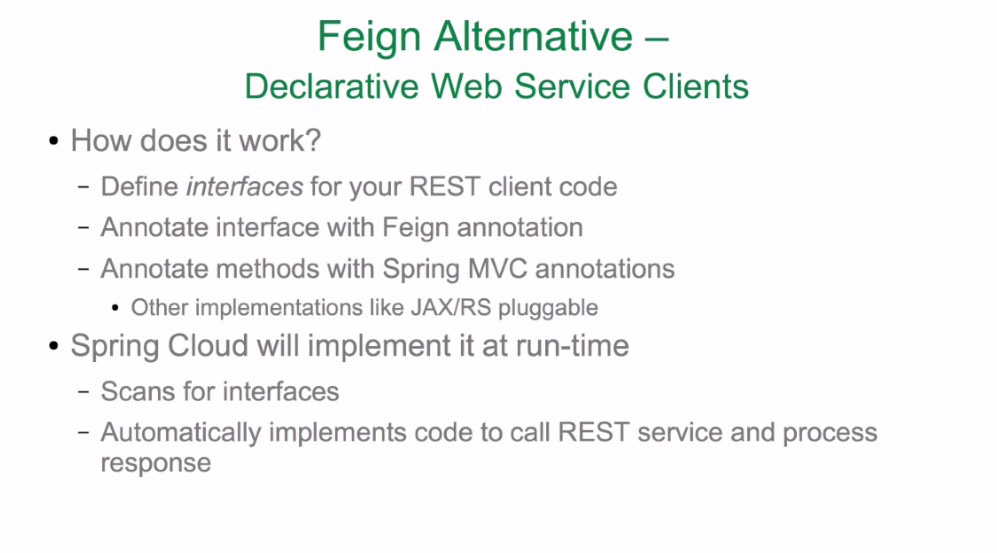 Feign Alternative –
Declarative Web Service Clients
• How does it work?
– Define interfaces for your REST client code
– Annotate interface with Feign annotation
– Annotate methods with Spring MVC annotations
• Other implementations like JAX/RS pluggable
• Spring Cloud will implement it at run-time
– Scans for interfaces
– Automatically implements code to call REST service and process
response